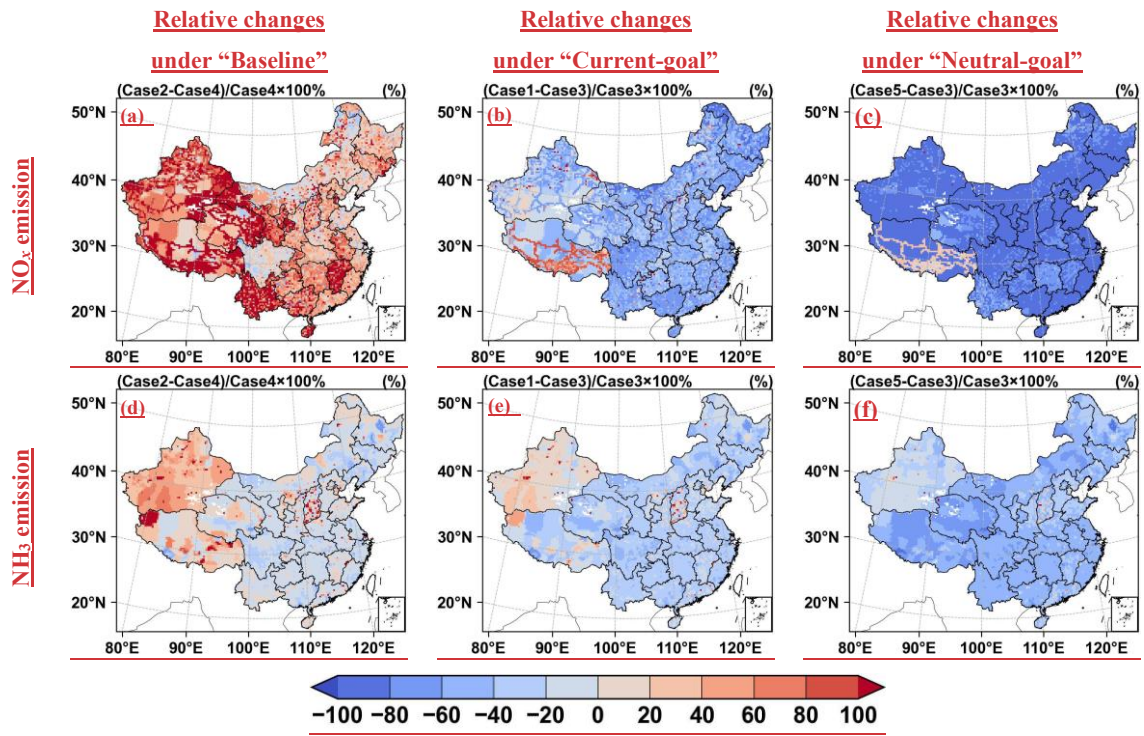 Relative changes under “Baseline”
Relative changes under “Current-goal”
Relative changes under “Neutral-goal”
NOx emission
(Case2-Case4)/Case4×100% (%)
(a)
50°N
40°N
30°N
20°N
80°E
90°E
100°E
110°E
120°E
(Case1-Case3)/Case3×100% (%)
(b)
50°N
40°N
30°N
20°N
80°E
90°E
100°E
110°E
120°E
(Case5-Case3)/Case3×100% (%)
(c)
50°N
40°N
30°N
20°N
80°E
90°E
100°E
110°E
120°E
NH3 emission
(Case2-Case4)/Case4×100% (%)
(d)
50°N
40°N
30°N
20°N
80°E
90°E
100°E
110°E
120°E
(Case1-Case3)/Case3×100% (%)
(e)
50°N
40°N
30°N
20°N
80°E
90°E
100°E
110°E
120°E
(Case5-Case3)/Case3×100% (%)
(f)
50°N
40°N
30°N
20°N
80°E
90°E
100°E
110°E
120°E
−100 −80 −60 −40 −20 0 20 40 60 80 100